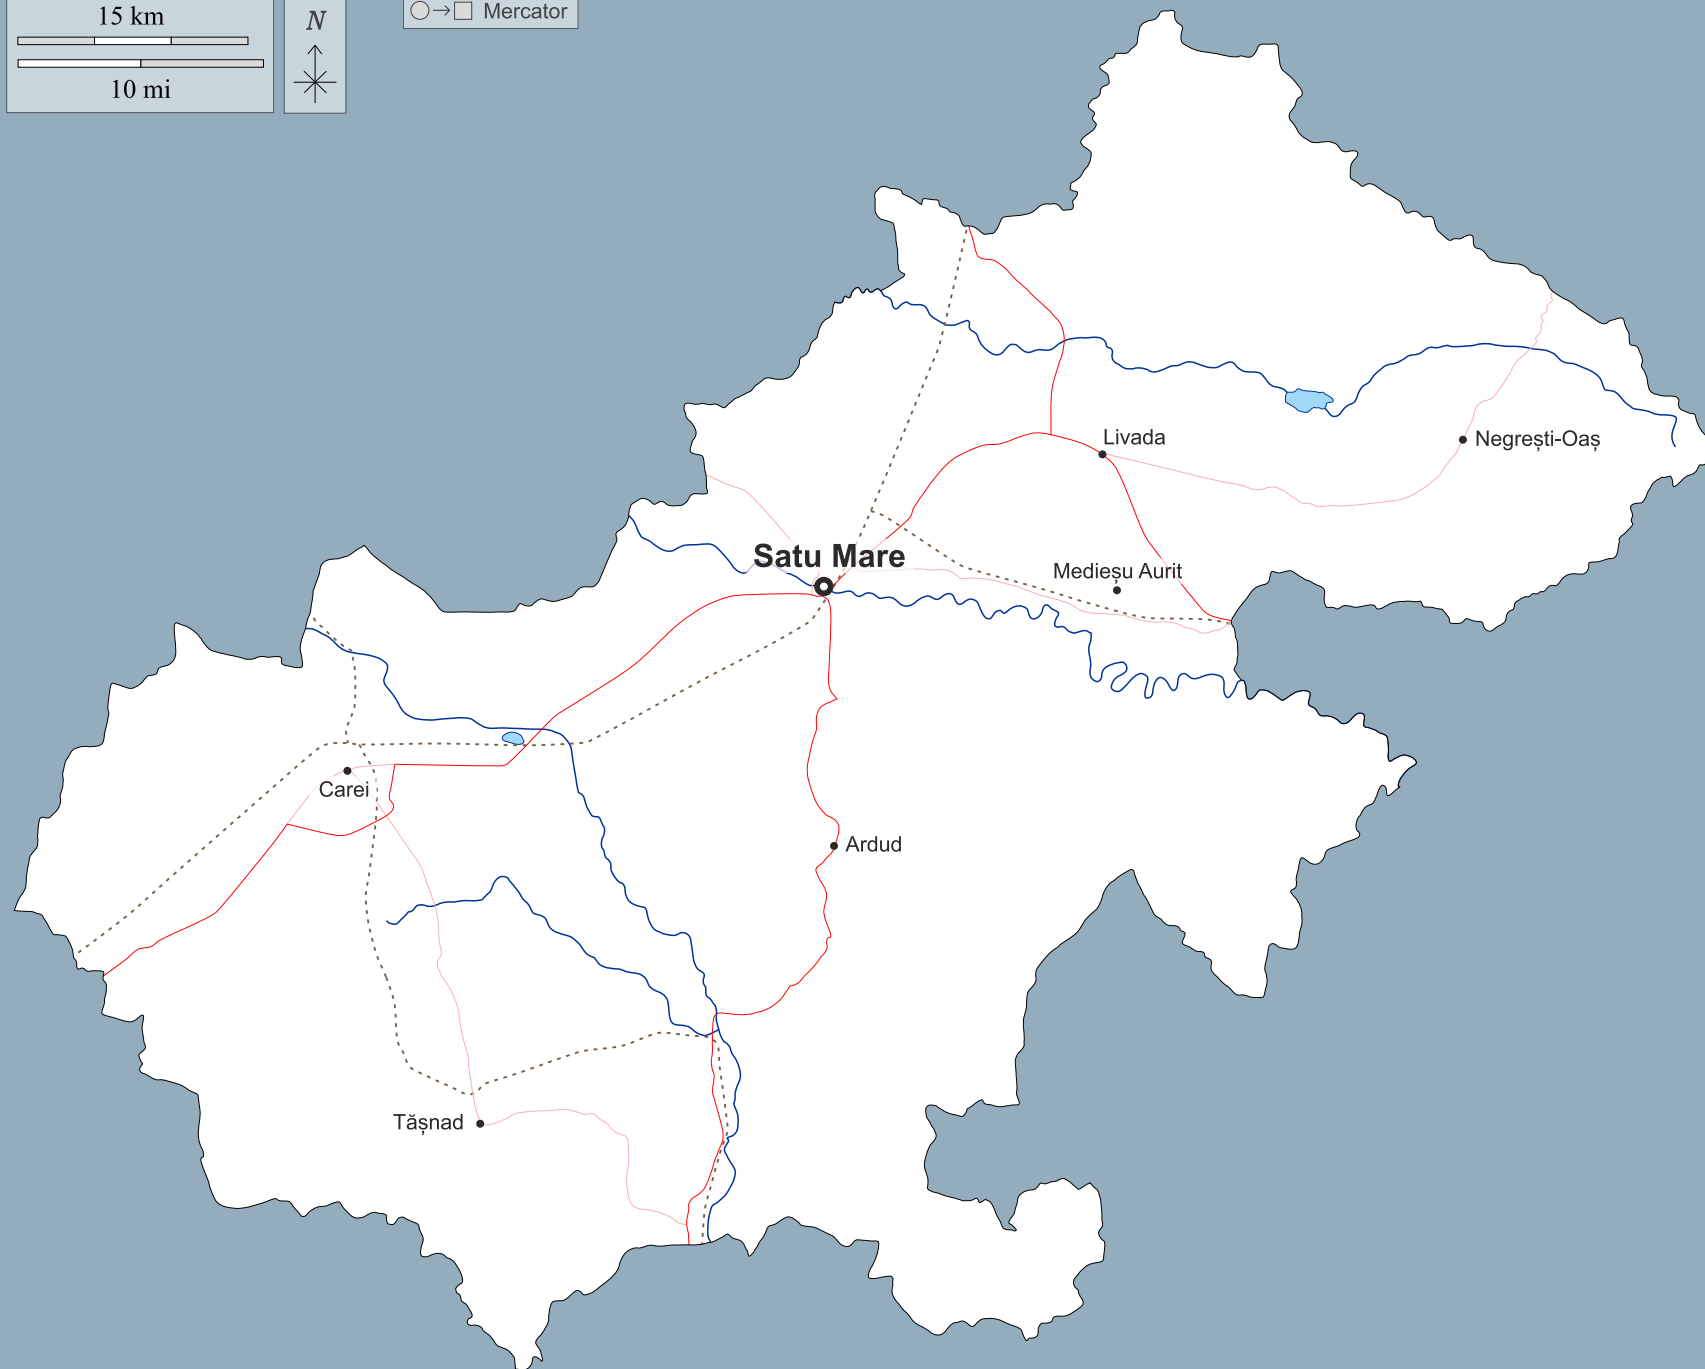 15 km
10 mi
N
Mercator
Livada
Negrești-Oaș
Satu Mare
Medieșu Aurit
Carei
Ardud
Tășnad